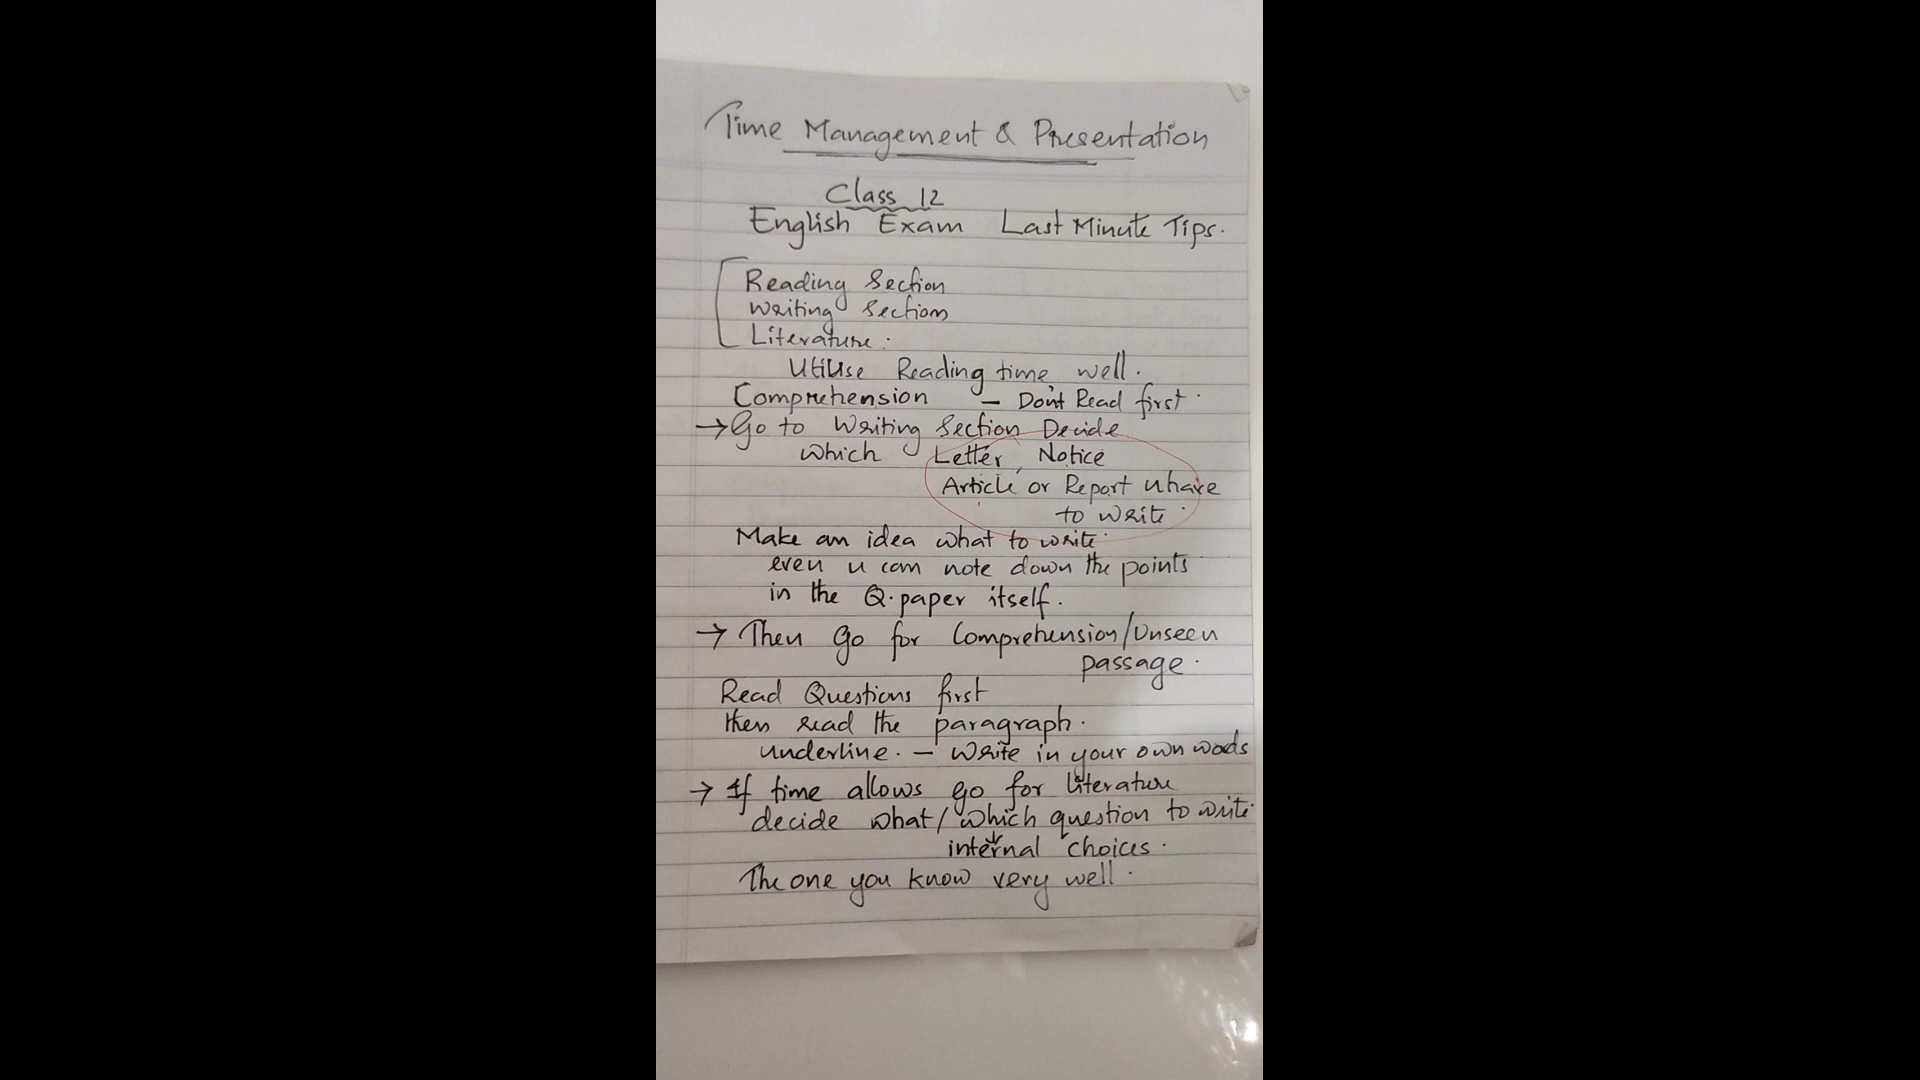 Time Management & Presentation
Class 12
English Exam Last Minute Tips.
Reading Section
Writing Section
Literature.
Utilise Reading time well.
Comprehension - Don't Read first.
→ Go to Writing Section Decide
which Letter, Notice
Article or Report u have
to write.
Make an idea what to write.
even u can note down the points
in the Q. paper itself.
→ Then go for Comprehension/Unseen
passage.
Read Questions first
then read the paragraph.
underline. - Write in your own words
→ If time allows go for literature
decide what/which question to write.
internal choices.
The one you know very well.